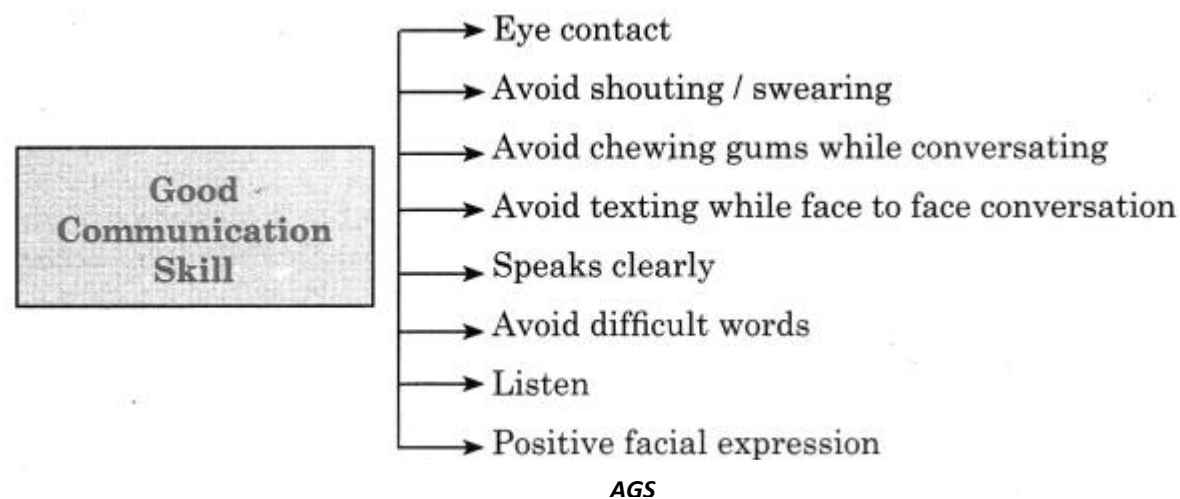 Eye contact
Avoid shouting / swearing
Avoid chewing gums while conversating
Good
Communication
Skill
Avoid texting while face to face conversation
Speaks clearly
Avoid difficult words
Listen
Positive facial expression
AGS